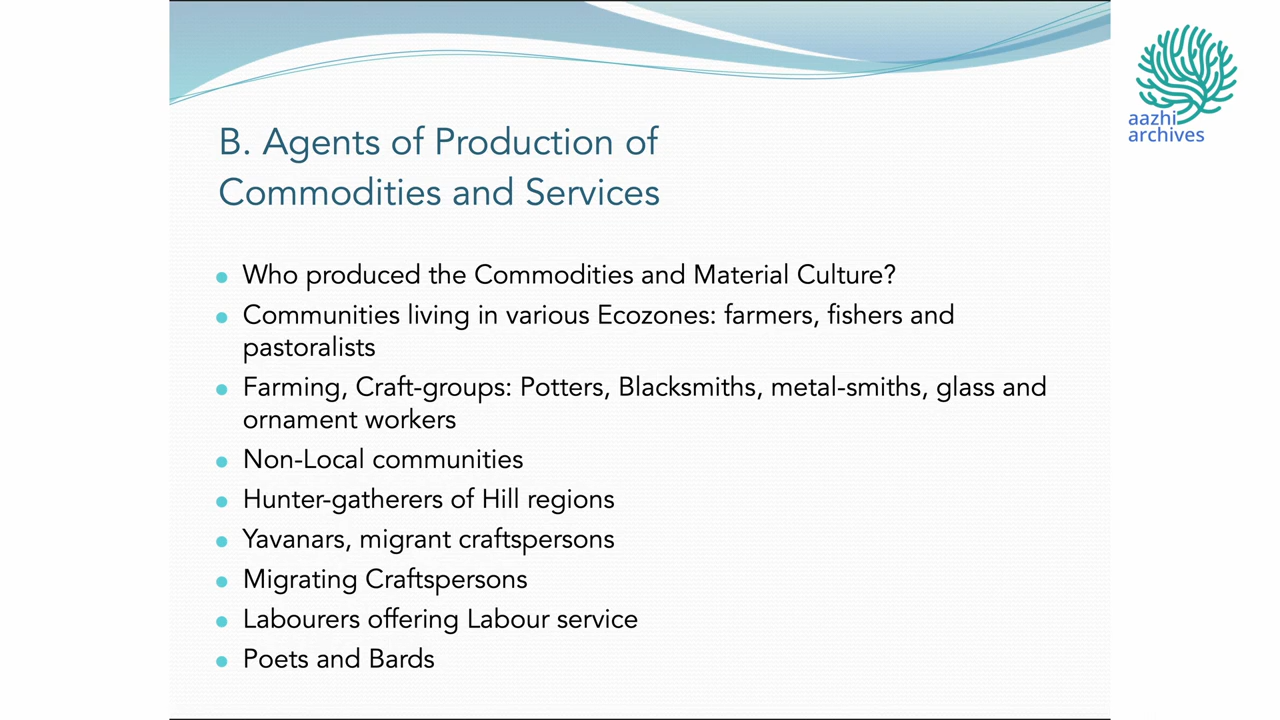 aazhi
archives
B. Agents of Production of
Commodities and Services
Who produced the Commodities and Material Culture?
Communities living in various Ecozones: farmers, fishers and
pastoralists
Farming, Craft-groups: Potters, Blacksmiths, metal-smiths, glass and
ornament workers
Non-Local communities
Hunter-gatherers of Hill regions
Yavanars, migrant craftspersons
Migrating Craftspersons
Labourers offering Labour service
Poets and Bards